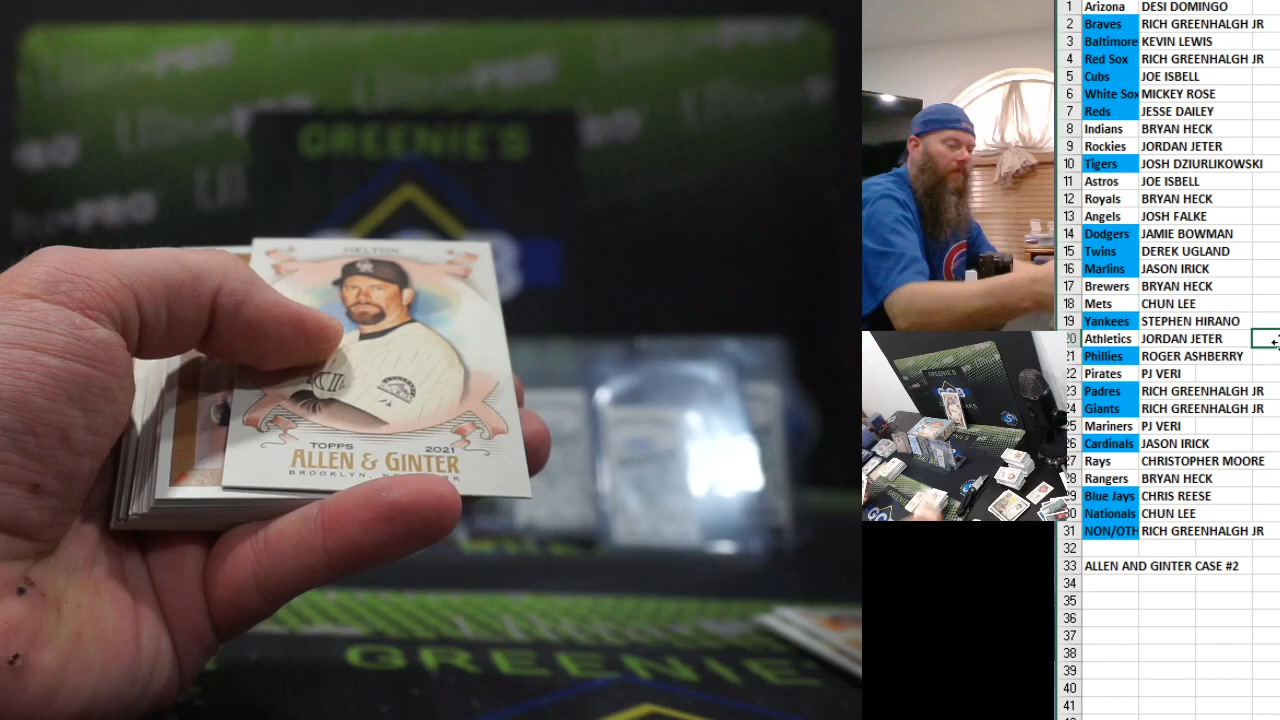 GREENIE'S
HELTON
TOPPS 2021
ALLEN & GINTER
BROOKLYN,
GREENIE
GREENIE'S
1 Arizona DESI DOMINGO
2 Braves RICH GREENHALGH JR
3 Baltimore KEVIN LEWIS
4 Red Sox RICH GREENHALGH JR
5 Cubs JOE ISBELL
6 White Sox MICKEY ROSE
7 Reds JESSE DAILEY
8 Indians BRYAN HECK
9 Rockies JORDAN JETER
10 Tigers JOSH DZIURLIKOWSKI
11 Astros JOE ISBELL
12 Royals BRYAN HECK
13 Angels JOSH FALKE
14 Dodgers JAMIE BOWMAN
15 Twins DEREK UGLAND
16 Marlins JASON IRICK
17 Brewers BRYAN HECK
18 Mets CHUN LEE
19 Yankees STEPHEN HIRANO
20 Athletics JORDAN JETER
21 Phillies ROGER ASHBERRY
22 Pirates PJ VERI
23 Padres RICH GREENHALGH JR
24 Giants RICH GREENHALGH JR
25 Mariners PJ VERI
26 Cardinals JASON IRICK
27 Rays CHRISTOPHER MOORE
28 Rangers BRYAN HECK
29 Blue Jays CHRIS REESE
30 Nationals CHUN LEE
31 NON/OTH RICH GREENHALGH JR
32
33 ALLEN AND GINTER CASE #2
34
35
36
37
38
39
40
41